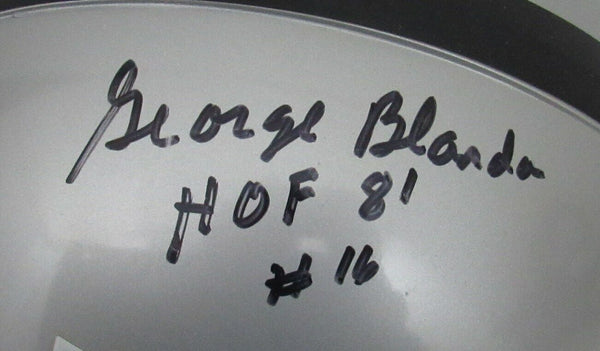 George Blanda
HOF 81
#16